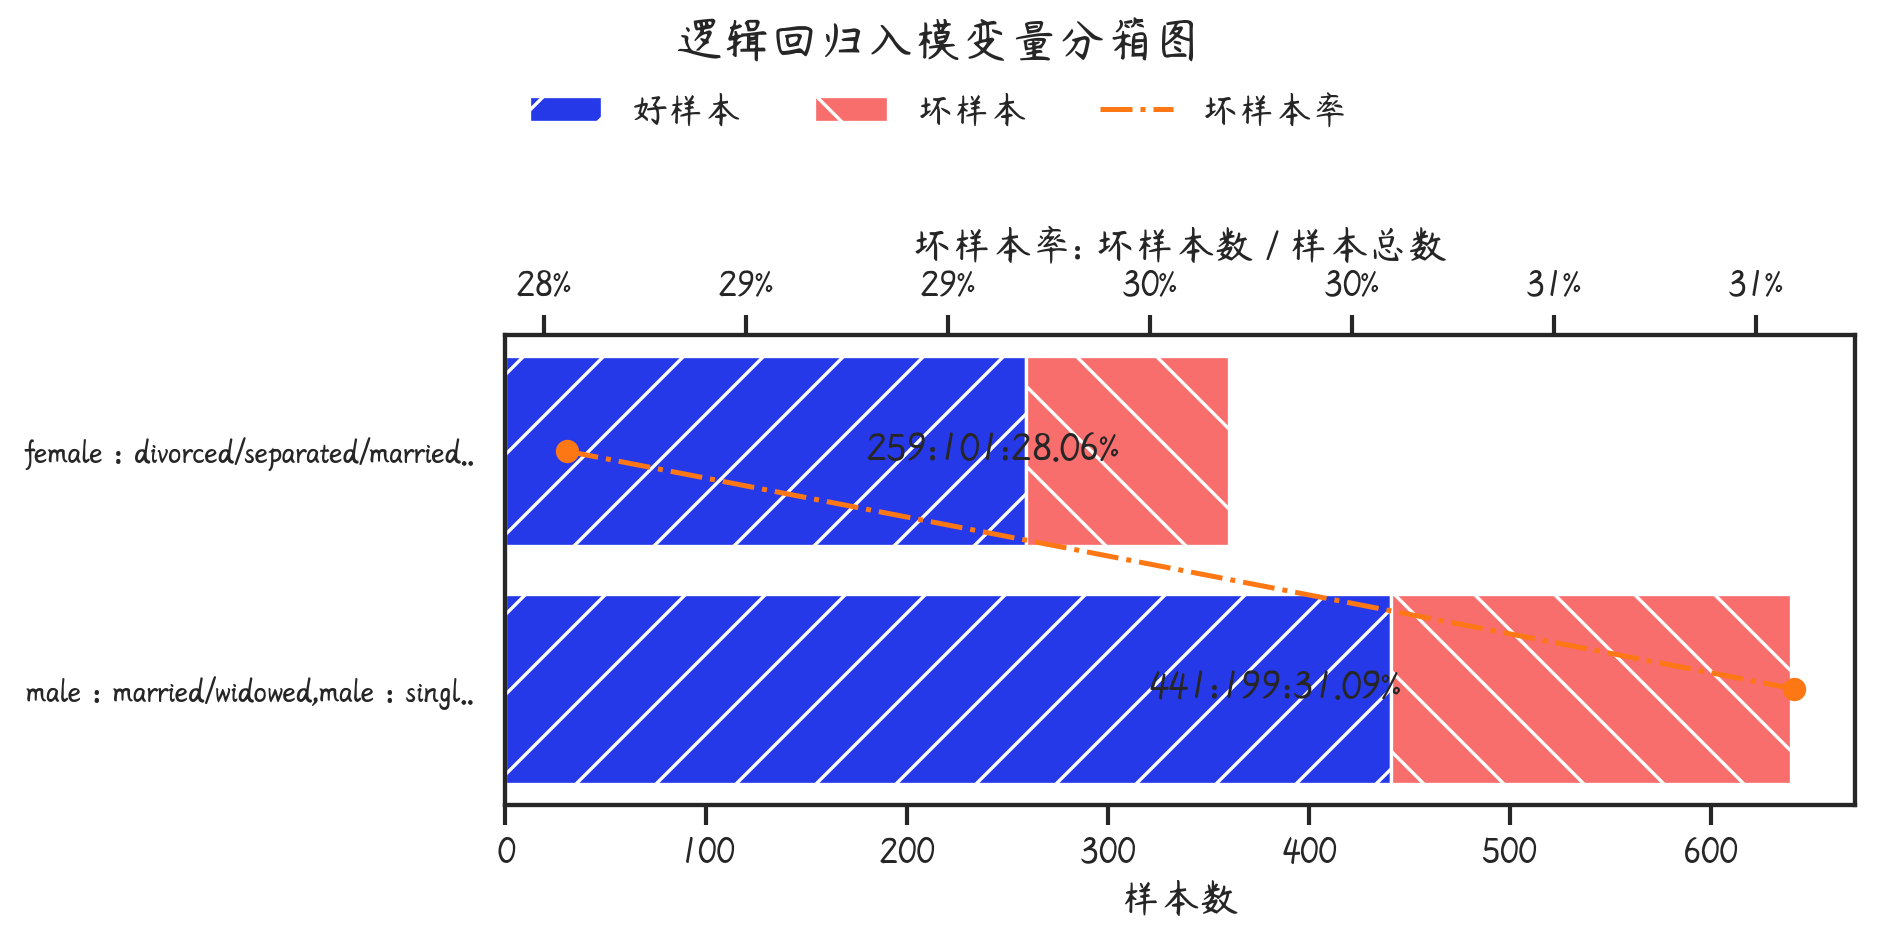 逻辑回归入模变量分箱图
好样本 坏样本 坏样本率
坏样本率: 坏样本数 / 样本总数
28% 29% 29% 30% 30% 31% 31%
female : divorced/separated/married..
259:101:28.06%
male : married/widowed,male : singl..
441:199:31.09%
0 100 200 300 400 500 600
样本数